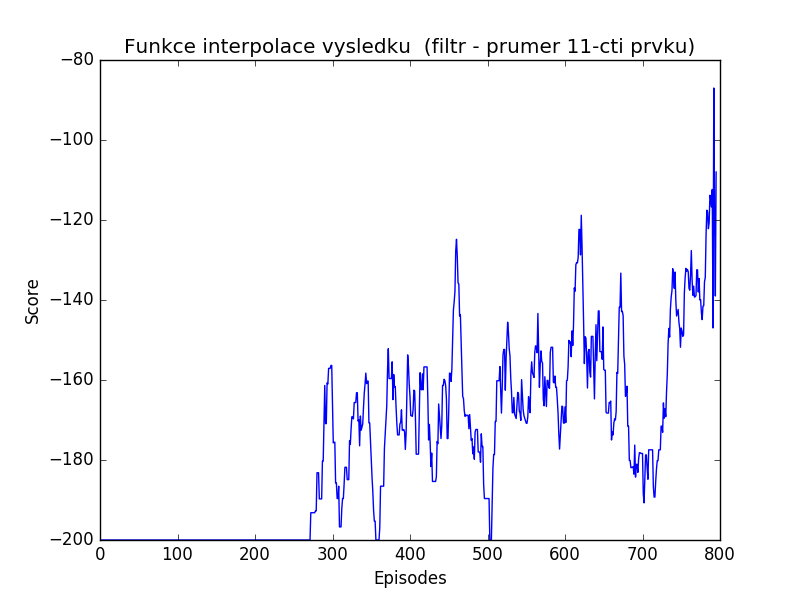 Funkce interpolace vysledku  (filtr - prumer 11-cti prvku)
−80
−100
−120
−140
−160
−180
−200
Score
0 100 200 300 400 500 600 700 800
Episodes